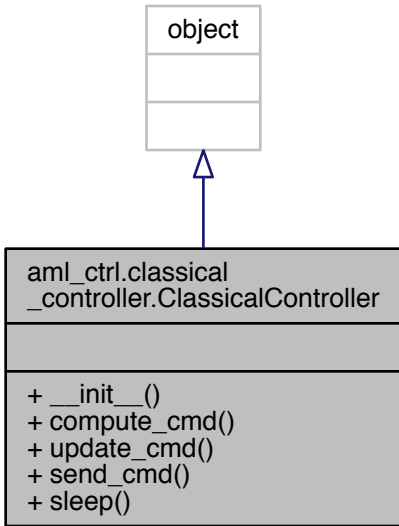 object
aml_ctrl.classical
_controller.ClassicalController
+ __init__()
+ compute_cmd()
+ update_cmd()
+ send_cmd()
+ sleep()